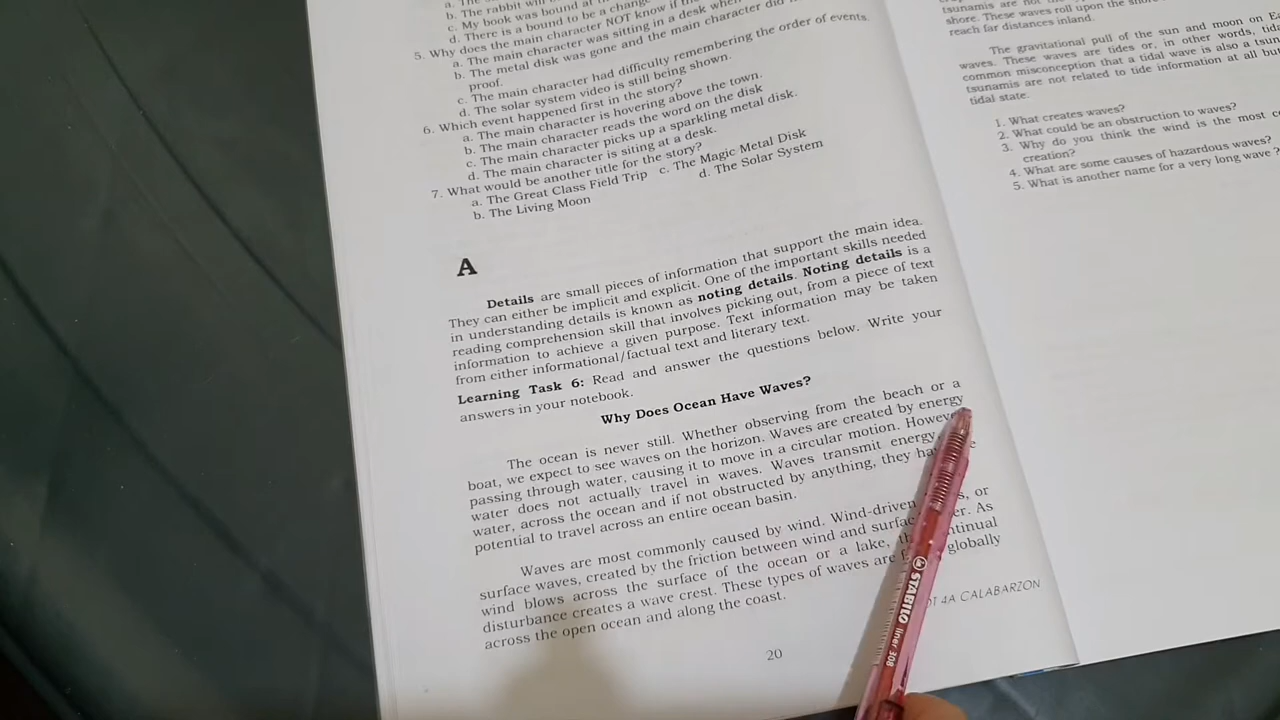 b. The rabbit will
c. My book was bound at
d. There is a bound to be a change
5. Why does the main character NOT know if
a. The main character was sitting in a desk when
b. The metal disk was gone and the main character did
proof.
c. The main character had difficulty remembering the order of events.
d. The solar system video is still being shown.
6. Which event happened first in the story?
a. The main character is hovering above the town.
b. The main character reads the word on the disk
c. The main character picks up a sparkling metal disk.
d. The main character is siting at a desk.
7. What would be another title for the story?
a. The Great Class Field Trip c. The Magic Metal Disk
b. The Living Moon d. The Solar System
A
Details are small pieces of information that support the main idea.
They can either be implicit and explicit. One of the important skills needed
in understanding details is known as noting details. Noting details is a
reading comprehension skill that involves picking out, from a piece of text
information to achieve a given purpose. Text information may be taken
from either informational/factual text and literary text.
Learning Task 6: Read and answer the questions below. Write your
answers in your notebook.
Why Does Ocean Have Waves?
The ocean is never still. Whether observing from the beach or a
boat, we expect to see waves on the horizon. Waves are created by energy
passing through water, causing it to move in a circular motion. However
water does not actually travel in waves. Waves transmit energy,
water, across the ocean and if not obstructed by anything, they
potential to travel across an entire ocean basin.
Waves are most commonly caused by wind. Wind-driven or
surface waves, created by the friction between wind and surface As
wind blows across the surface of the ocean or a lake,
disturbance creates a wave crest. These types of waves are globally
across the open ocean and along the coast.
20
4A CALABARZON
tsunamis are
shore. These waves roll upon the
reach far distances inland.
The gravitational pull of the sun and moon on
waves. These waves are tides or, in other words,
common misconception that a tidal wave is also a
tsunamis are not related to tide information at all but
tidal state.
1. What creates waves?
2. What could be an obstruction to waves?
3. Why do you think the wind is the most
creation?
4. What are some causes of hazardous waves?
5. What is another name for a very long wave ?
STABILO liner 308